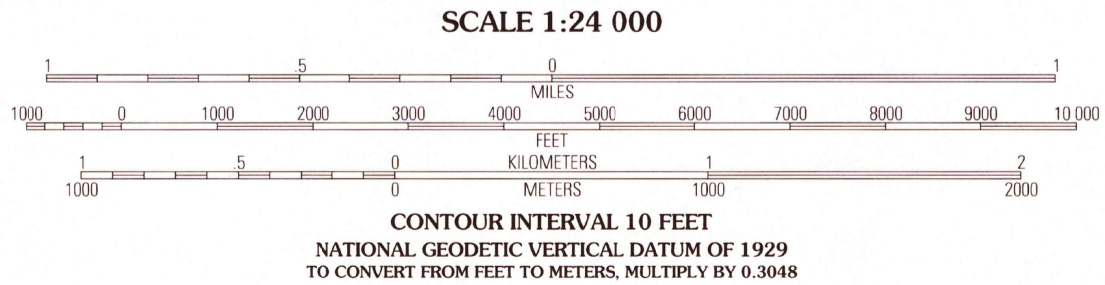 SCALE 1:24 000
1 .5 0 1
MILES
1000 0 1000 2000 3000 4000 5000 6000 7000 8000 9000 10 000
FEET
1 .5 0 KILOMETERS 1 2
1000 0 METERS 1000 2000
CONTOUR INTERVAL 10 FEET
NATIONAL GEODETIC VERTICAL DATUM OF 1929
TO CONVERT FROM FEET TO METERS, MULTIPLY BY 0.3048